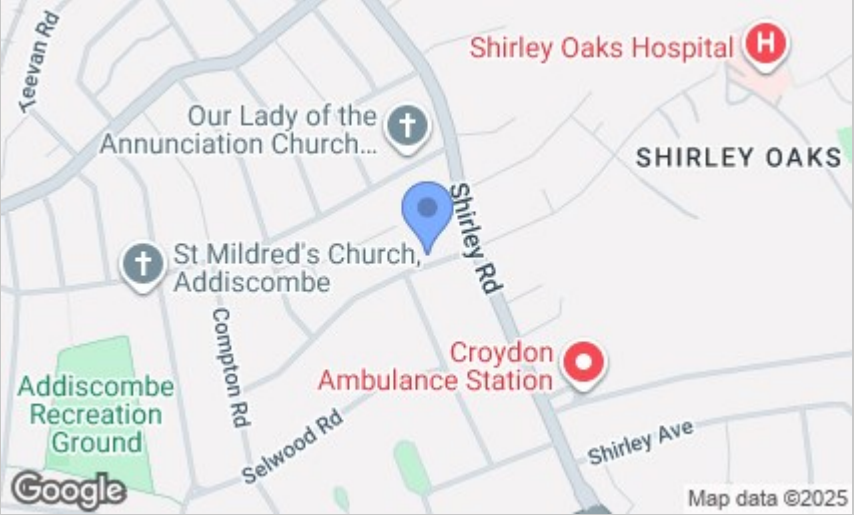 Teevan Rd
Shirley Oaks Hospital
H
Our Lady of the
Annunciation Church...
SHIRLEY OAKS
Shirley Rd
St Mildred's Church,
Addiscombe
Compton Rd
Croydon
Ambulance Station
Addiscombe
Recreation
Ground
Selwood Rd
Shirley Ave
Google
Map data ©2025